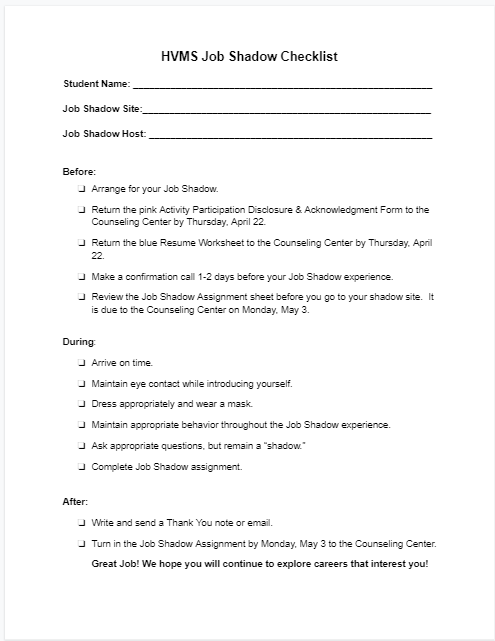 HVMS Job Shadow Checklist
Student Name: ___________________________________________________________
Job Shadow Site:_________________________________________________________
Job Shadow Host: ________________________________________________________
Before:
❏ Arrange for your Job Shadow.
❏ Return the pink Activity Participation Disclosure & Acknowledgment Form to the
Counseling Center by Thursday, April 22.
❏ Return the blue Resume Worksheet to the Counseling Center by Thursday, April
22.
❏ Make a confirmation call 1-2 days before your Job Shadow experience.
❏ Review the Job Shadow Assignment sheet before you go to your shadow site.  It
is due to the Counseling Center on Monday, May 3.
During:
❏ Arrive on time.
❏ Maintain eye contact while introducing yourself.
❏ Dress appropriately and wear a mask.
❏ Maintain appropriate behavior throughout the Job Shadow experience.
❏ Ask appropriate questions, but remain a “shadow.”
❏ Complete Job Shadow assignment.
After:
❏ Write and send a Thank You note or email.
❏ Turn in the Job Shadow Assignment by Monday, May 3 to the Counseling Center.
Great Job! We hope you will continue to explore careers that interest you!